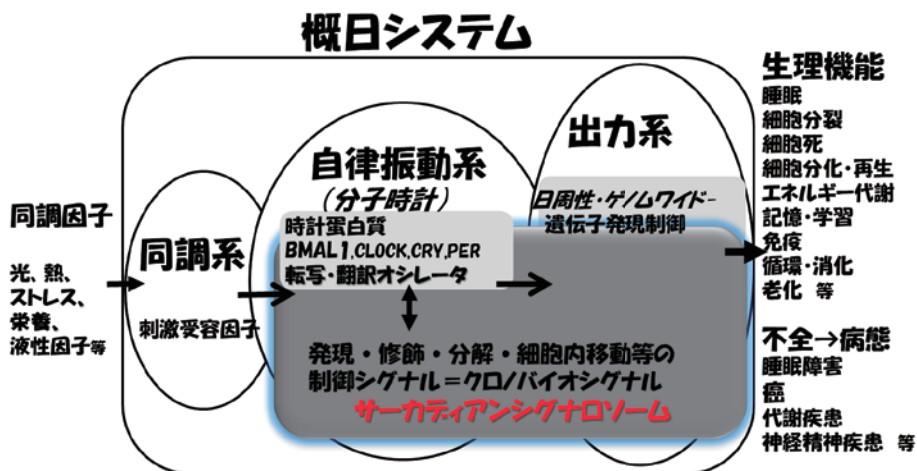 概日システム
同調因子
光、熱、
ストレス、
栄養、
液性因子等
同調系
刺激受容因子
自律振動系
(分子時計)
時計蛋白質
BMAL1,CLOCK,CRY,PER
転写・翻訳オシレータ
出力系
日周性・ゲノムワイド-
遺伝子発現制御
発現・修飾・分解・細胞内移動等の
制御シグナル=クロノバイオシグナル
サーカディアンシグナロソーム
生理機能
睡眠
細胞分裂
細胞死
細胞分化・再生
エネルギー代謝
記憶・学習
免疫
循環・消化
老化 等
不全→病態
睡眠障害
癌
代謝疾患
神経精神疾患 等